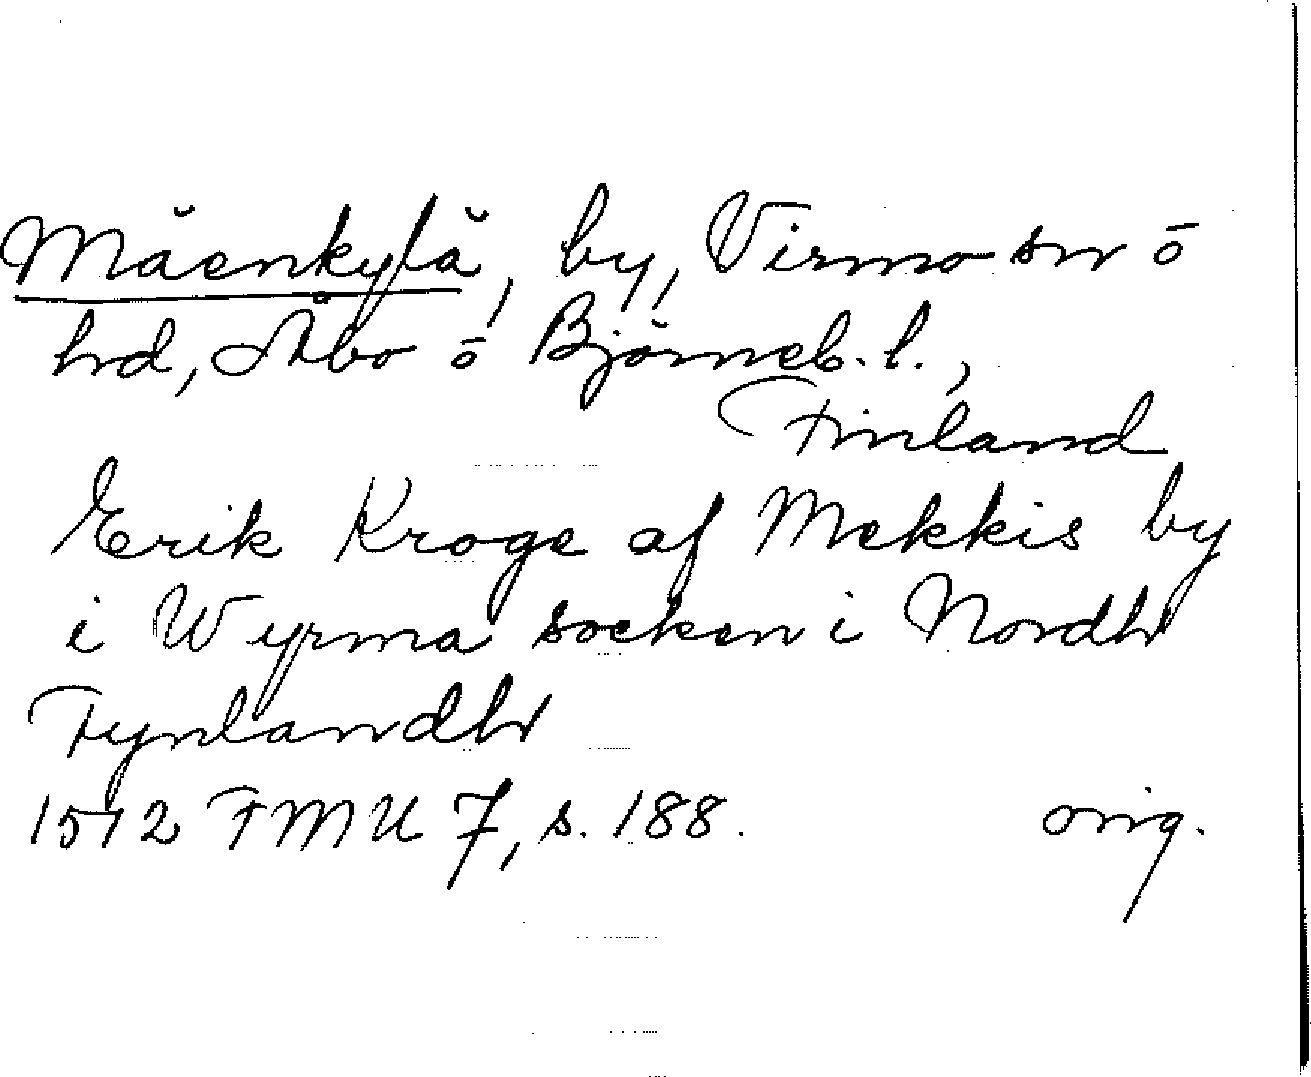 Mäenkylä, by, Virmo sn ō
hd, Åbo ō Björneb. l.,
Finland
Erik Kroge af Mekkis by
i Wyrma socken i Nordh
Fynlandh
1512 FMU 7, s. 188. orig.